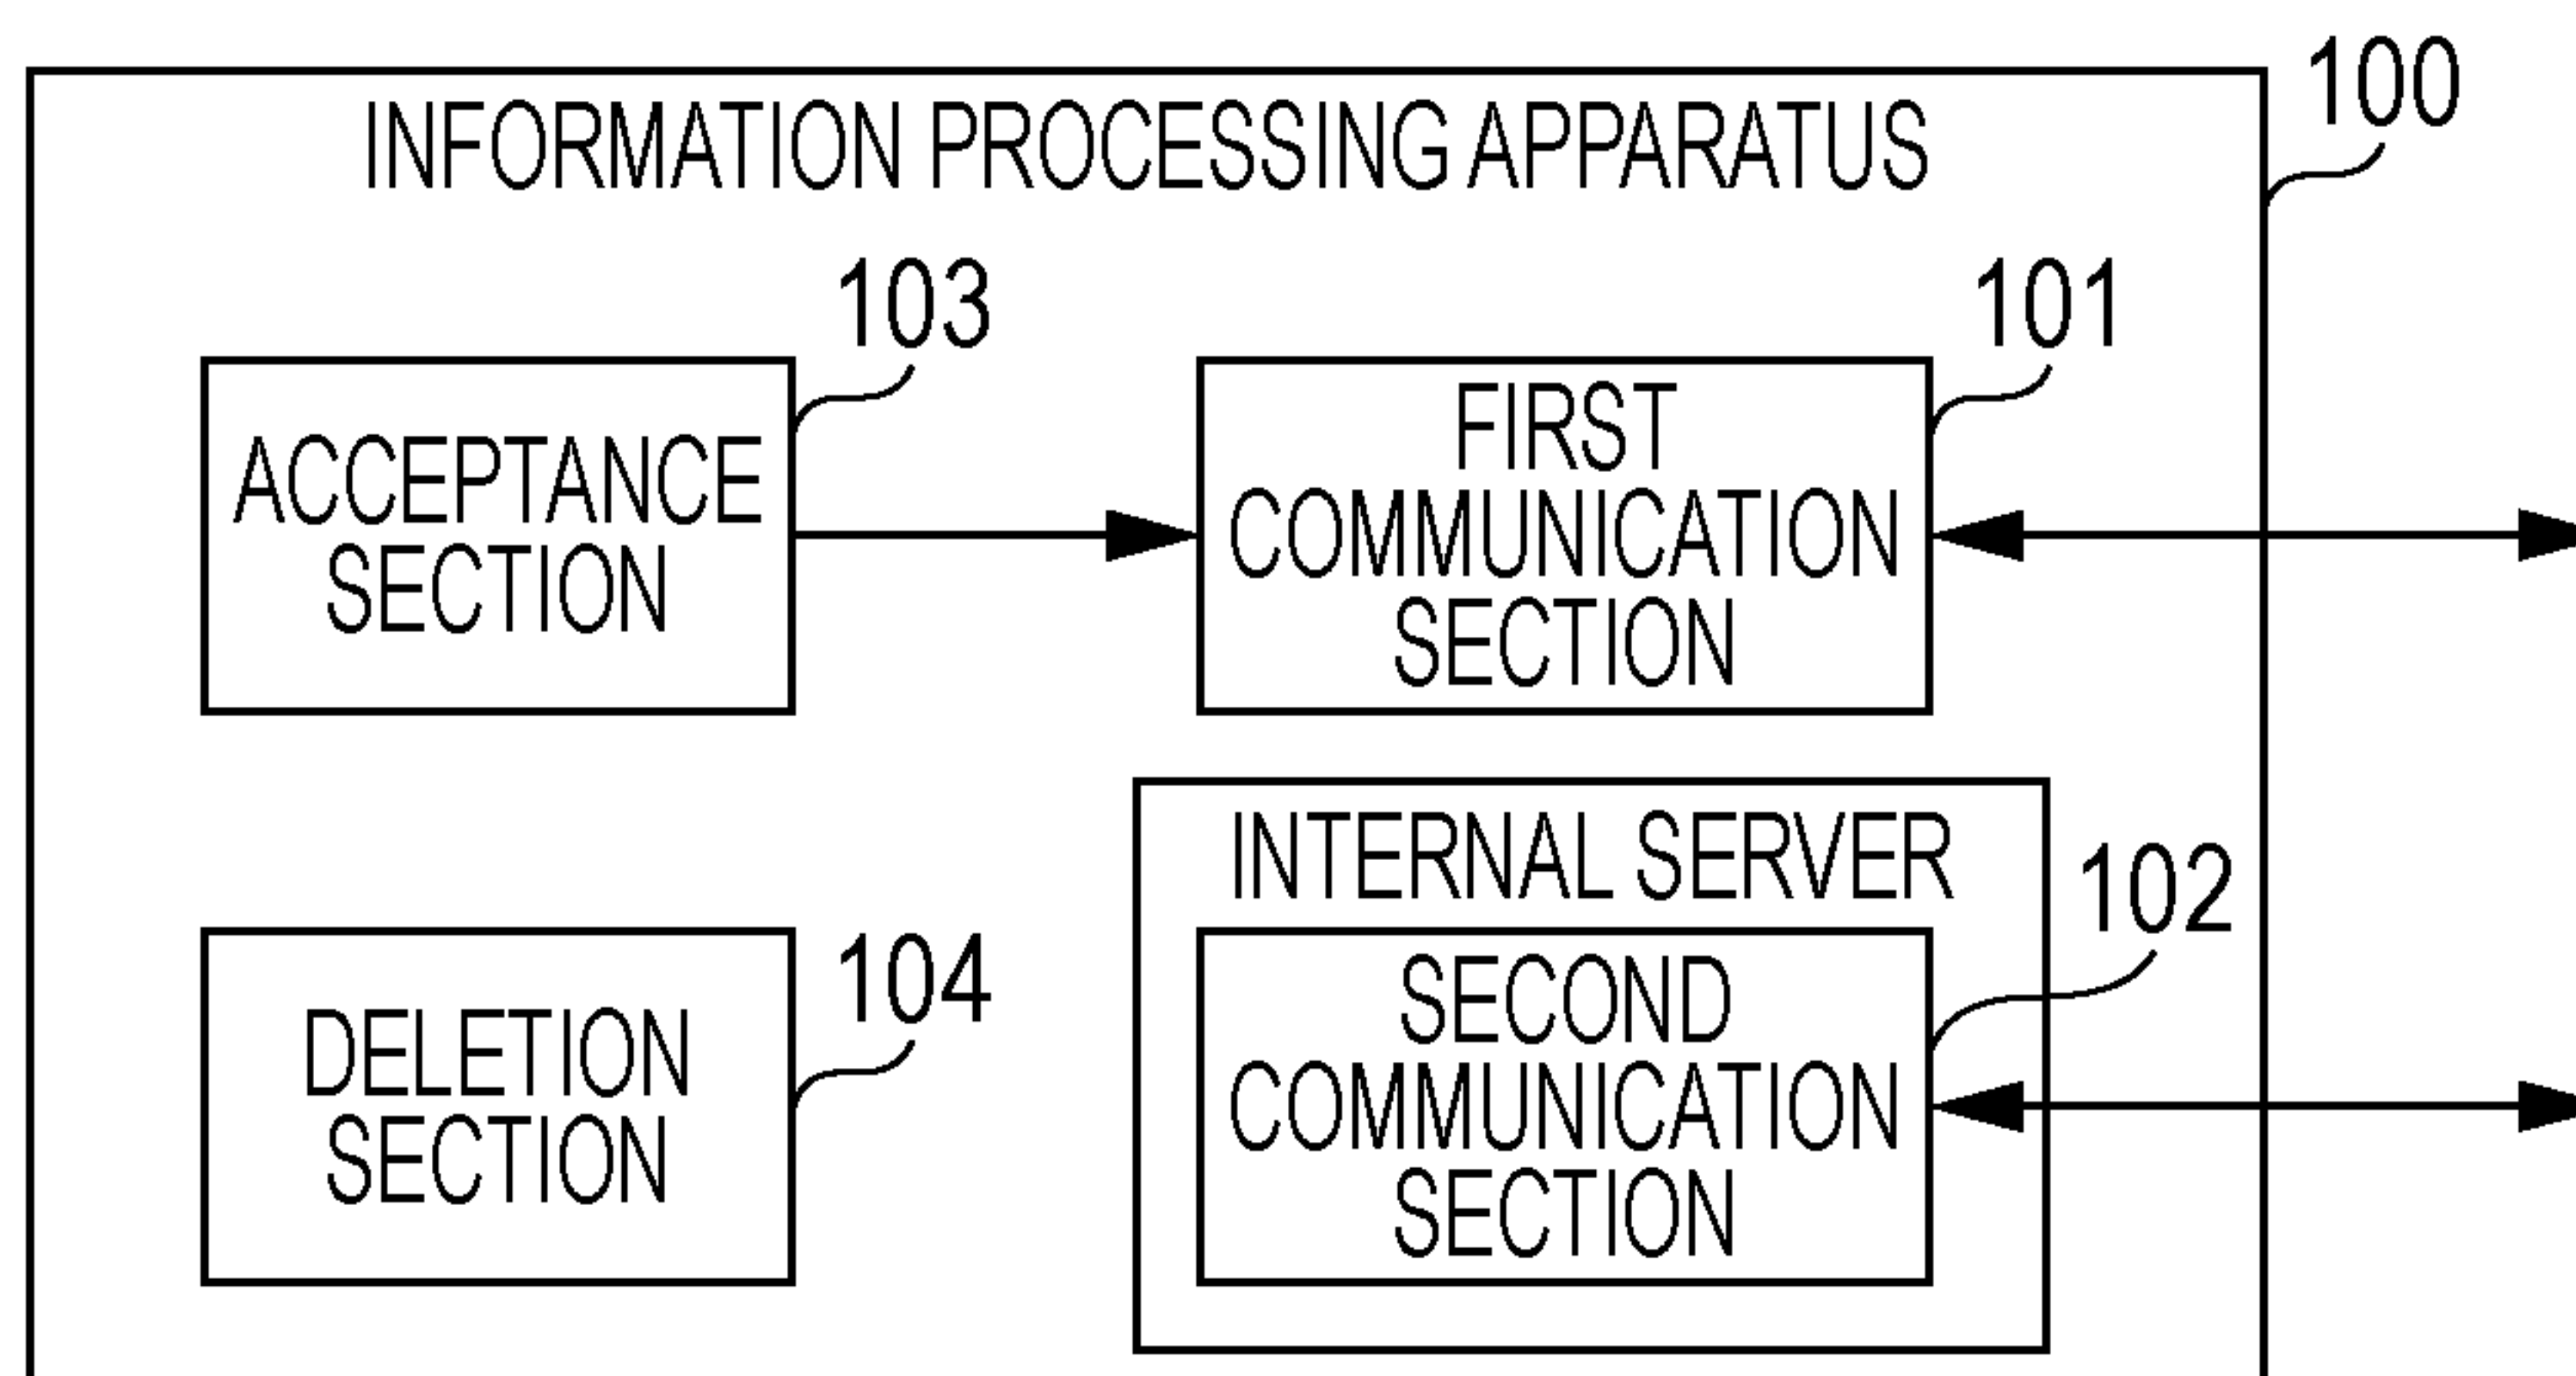 100
INFORMATION PROCESSING APPARATUS
103
101
ACCEPTANCE
SECTION
FIRST
COMMUNICATION
SECTION
INTERNAL SERVER
102
104
DELETION
SECTION
SECOND
COMMUNICATION
SECTION